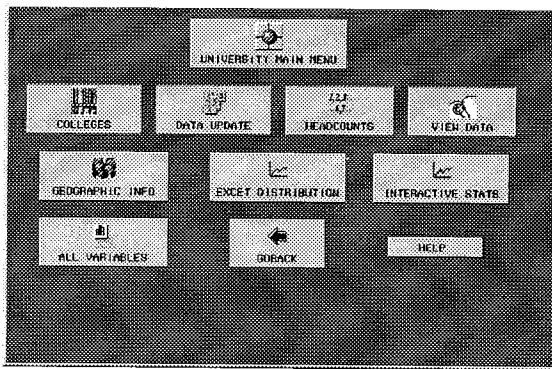 UNIVERSITY MAIN MENU
COLLEGES
DATA UPDATE
HEADCOUNTS
VIEW DATA
GEOGRAPHIC INFO
EXCET DISTRIBUTION
INTERACTIVE STATS
ALL VARIABLES
GOBACK
HELP